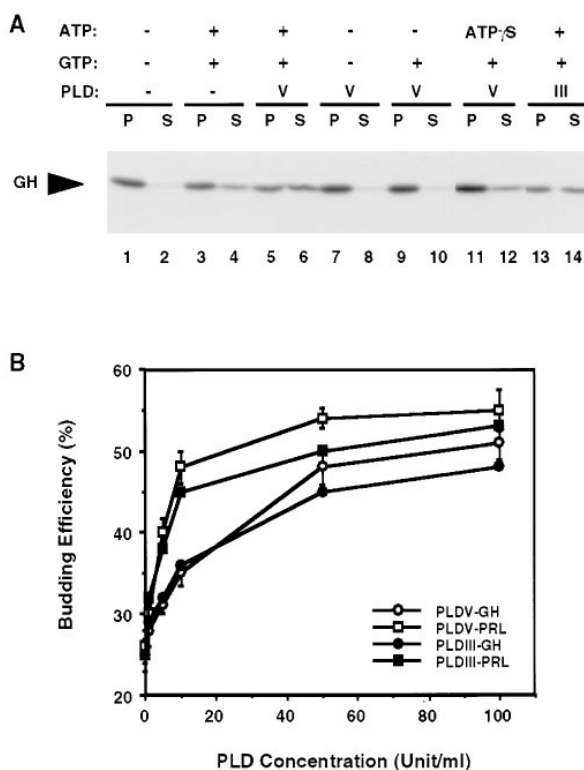 A
ATP: - + + - - ATPγS +
GTP: - + + - + + +
PLD: - - V V V V III
P S P S P S P S P S P S P S
GH
1 2 3 4 5 6 7 8 9 10 11 12 13 14
B
60
50
40
30
20
Budding Efficiency (%)
PLDV-GH
PLDV-PRL
PLDIII-GH
PLDIII-PRL
0 20 40 60 80 100
PLD Concentration (Unit/ml)